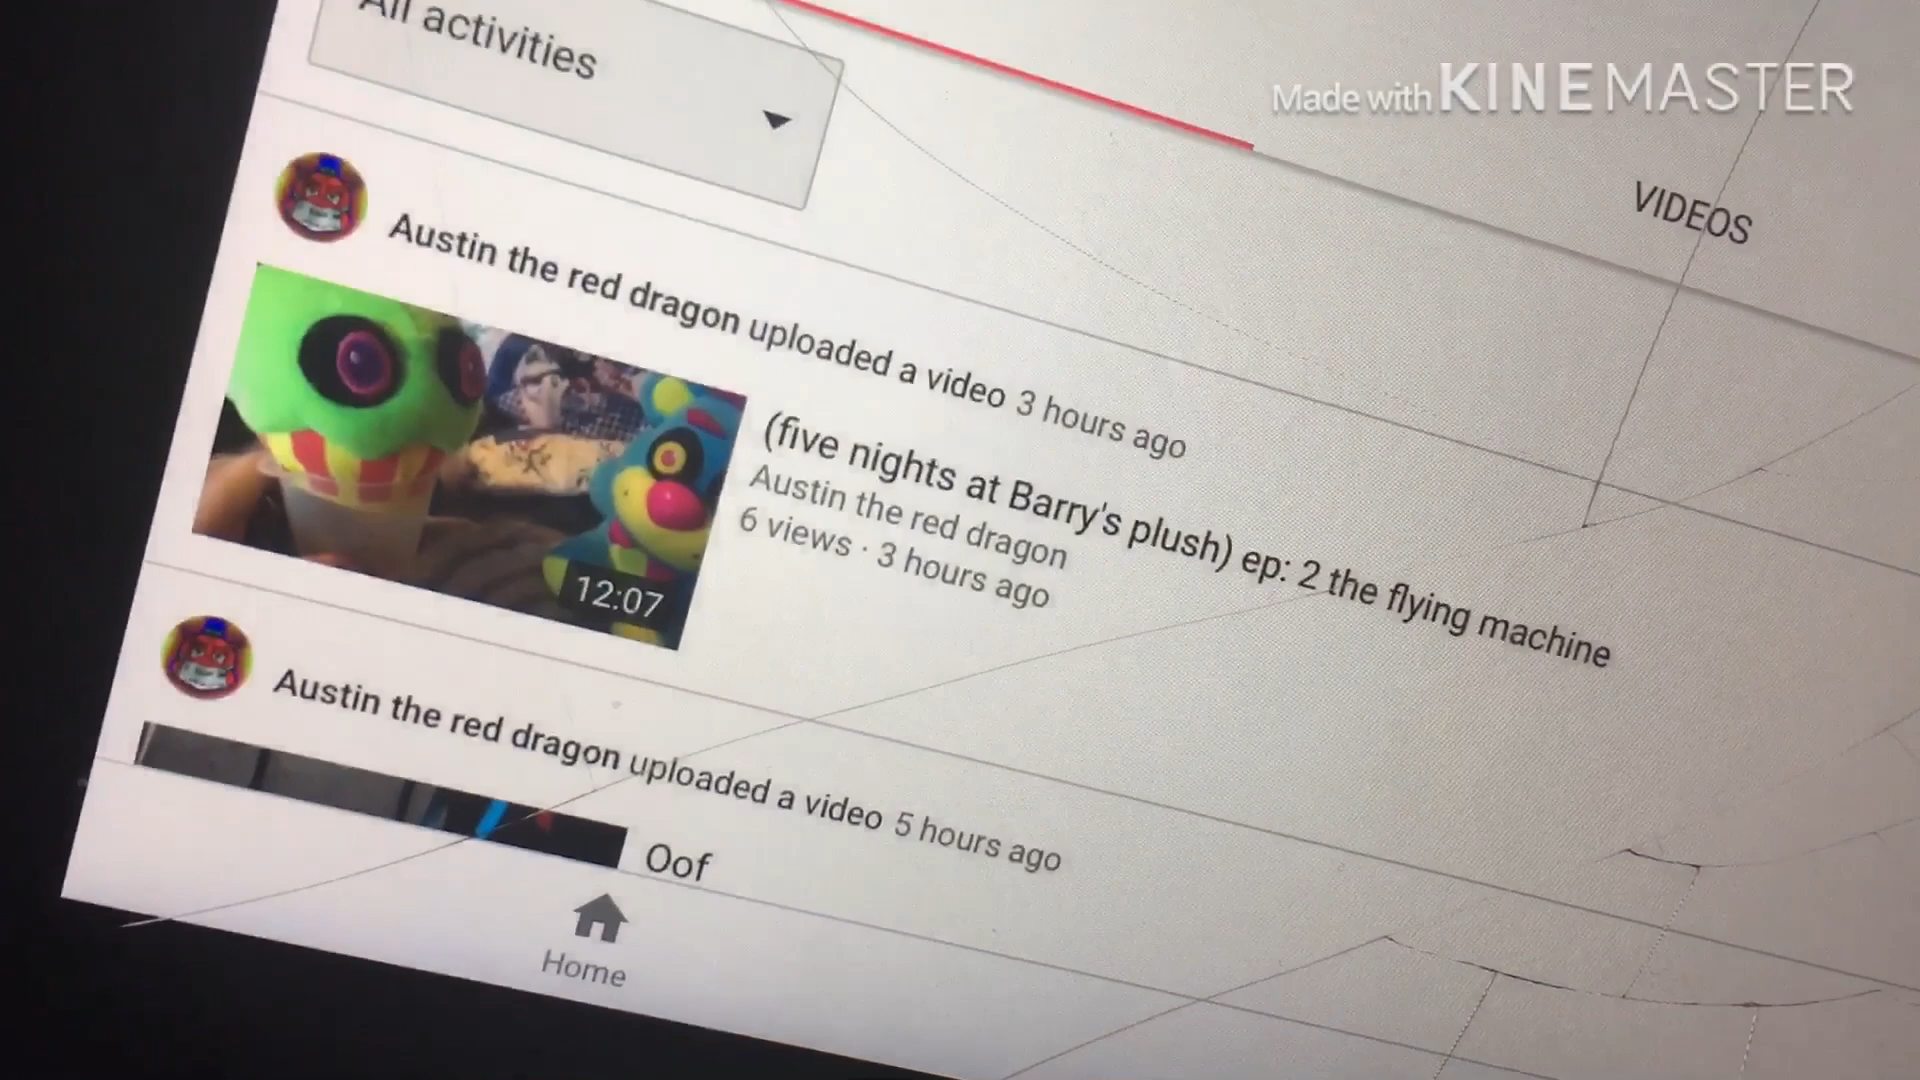 All activities
Made with KINEMASTER
VIDEOS
Austin the red dragon uploaded a video 3 hours ago
(five nights at Barry's plush) ep: 2 the flying machine
Austin the red dragon
6 views · 3 hours ago
12:07
Austin the red dragon uploaded a video 5 hours ago
Oof
Home